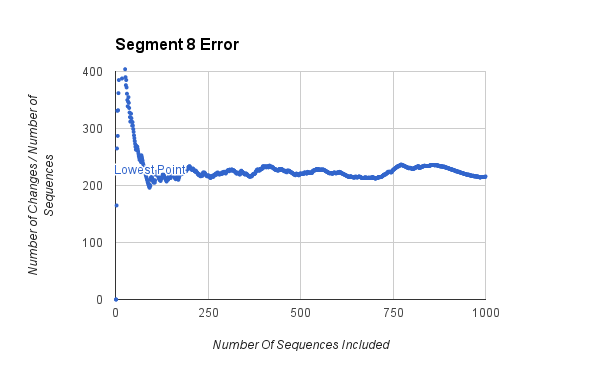 Segment 8 Error
Number of Changes / Number of
Sequences
400
300
200
100
0
Lowest Point
0
250
500
750
1000
Number Of Sequences Included